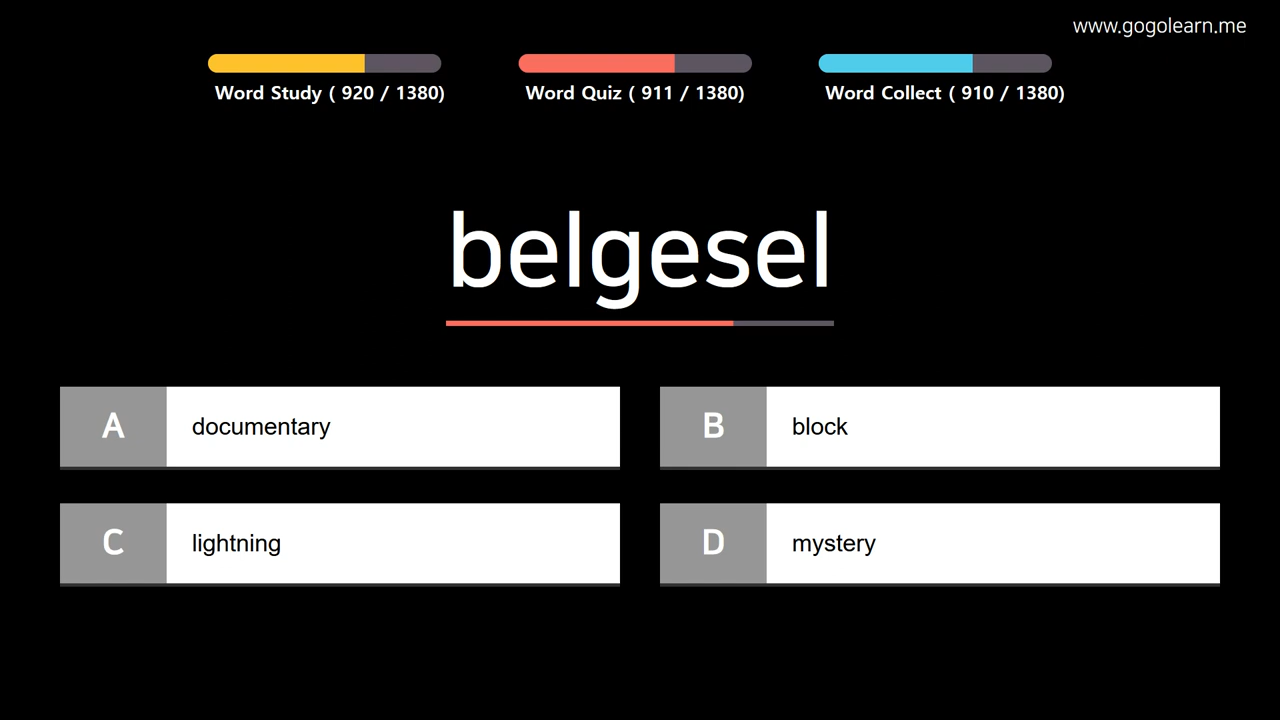 www.gogolearn.me
Word Study ( 920 / 1380)
Word Quiz ( 911 / 1380)
Word Collect ( 910 / 1380)
belgesel
A documentary
B block
C lightning
D mystery